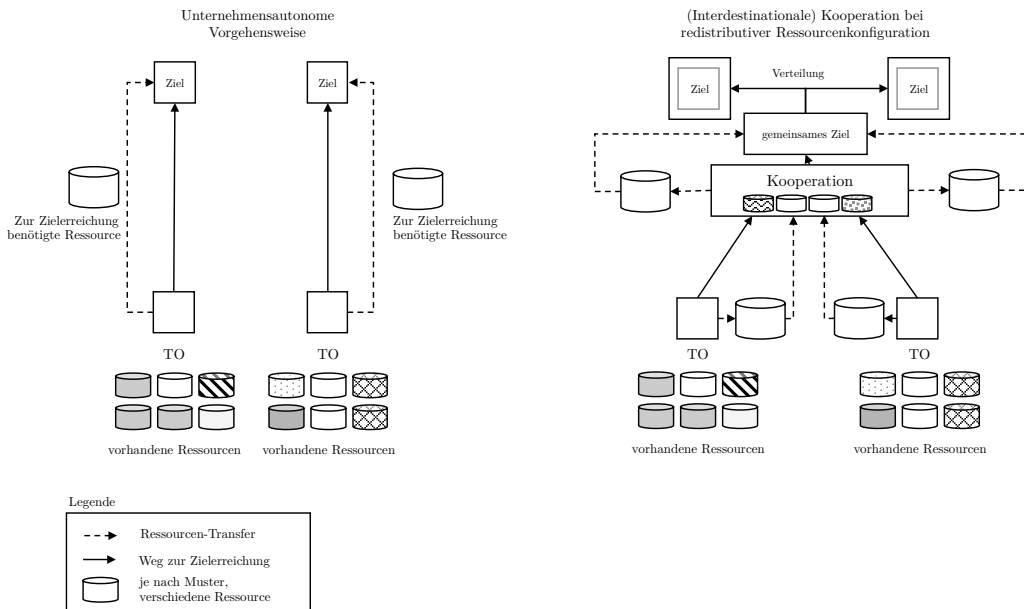 Unternehmensautonome
Vorgehensweise
Ziel
Ziel
Zur Zielerreichung
benötigte Ressource
Zur Zielerreichung
benötigte Ressource
TO
TO
vorhandene Ressourcen
vorhandene Ressourcen
(Interdestinationale) Kooperation bei
redistributiver Ressourcenkonfiguration
Verteilung
Ziel
Ziel
gemeinsames Ziel
Kooperation
TO
TO
vorhandene Ressourcen
vorhandene Ressourcen
Legende
Ressourcen-Transfer
Weg zur Zielerreichung
je nach Muster,
verschiedene Ressource